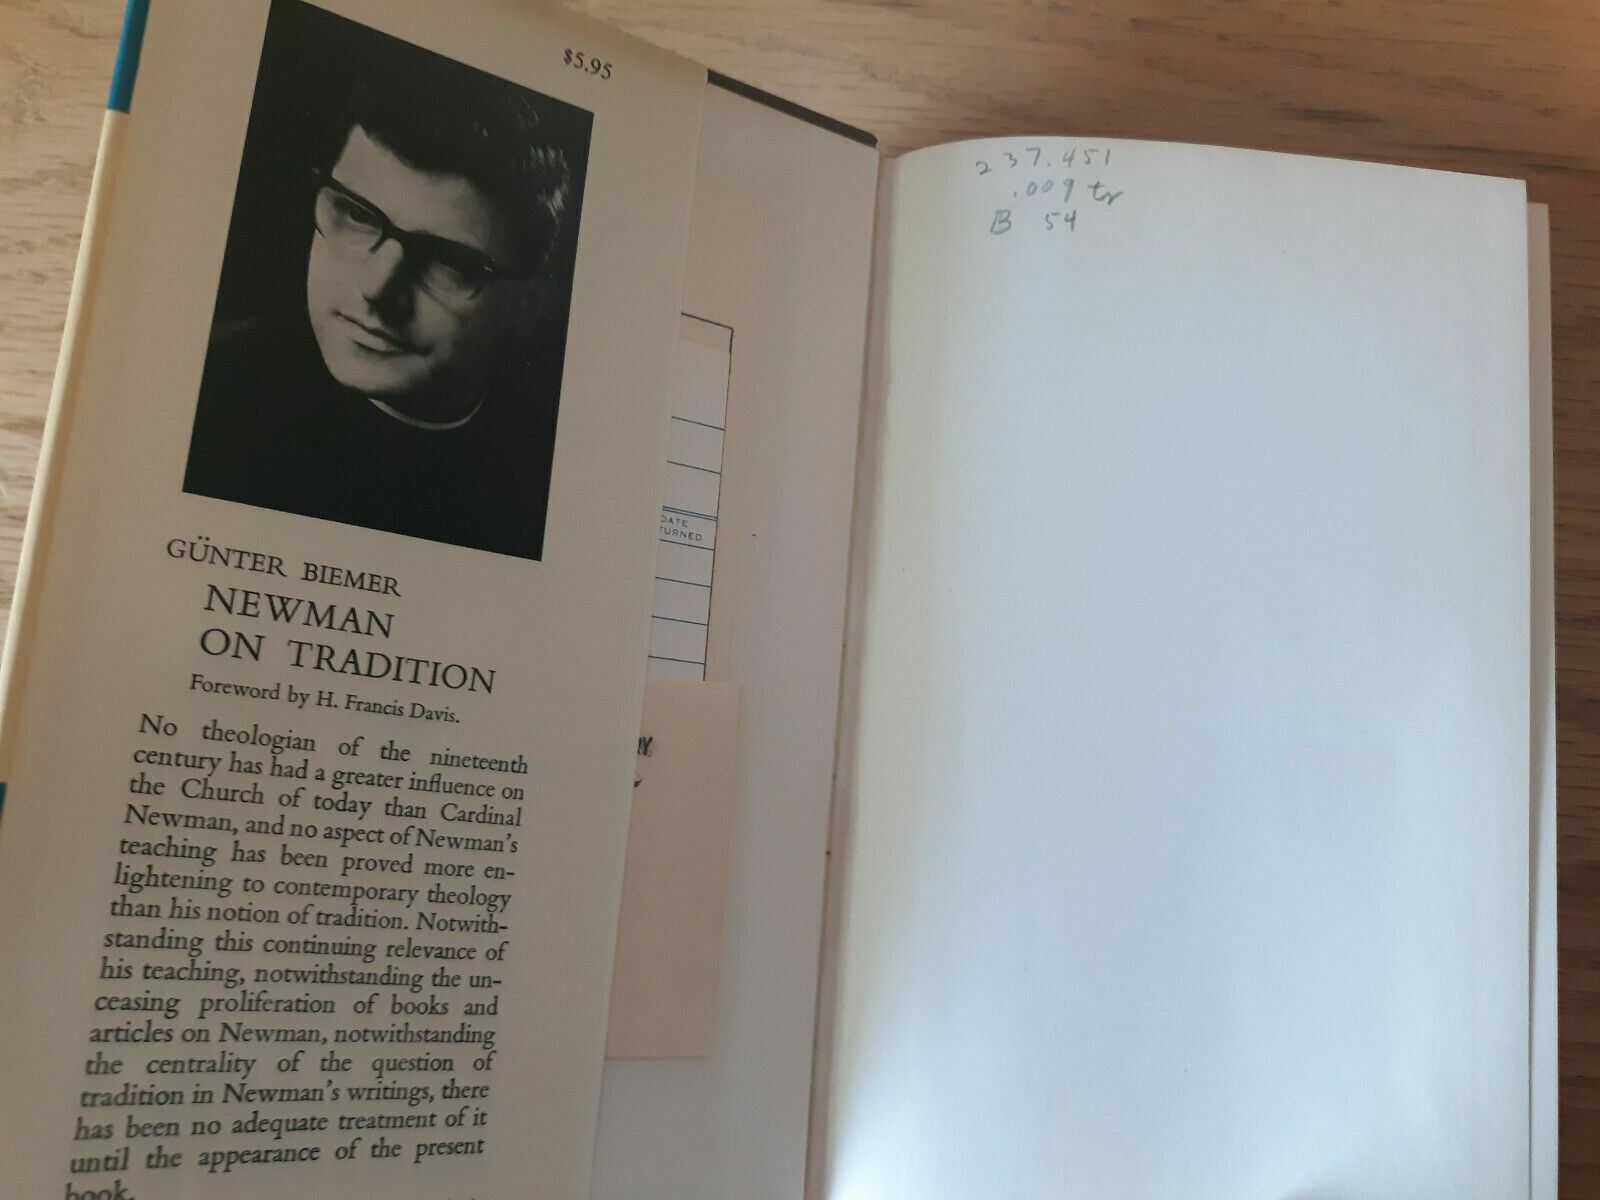 $5.95
GÜNTER BIEMER
NEWMAN
ON TRADITION
Foreword by H. Francis Davis.
No theologian of the nineteenth
century has had a greater influence on
the Church of today than Cardinal
Newman, and no aspect of Newman's
teaching has been proved more en-
lightening to contemporary theology
than his notion of tradition. Notwith-
standing this continuing relevance of
his teaching, notwithstanding the un-
ceasing proliferation of books and
articles on Newman, notwithstanding
the centrality of the question of
tradition in Newman's writings, there
has been no adequate treatment of it
until the appearance of the present
book.
DATE
TURNED
RY
237.451
.009 tr
B 54